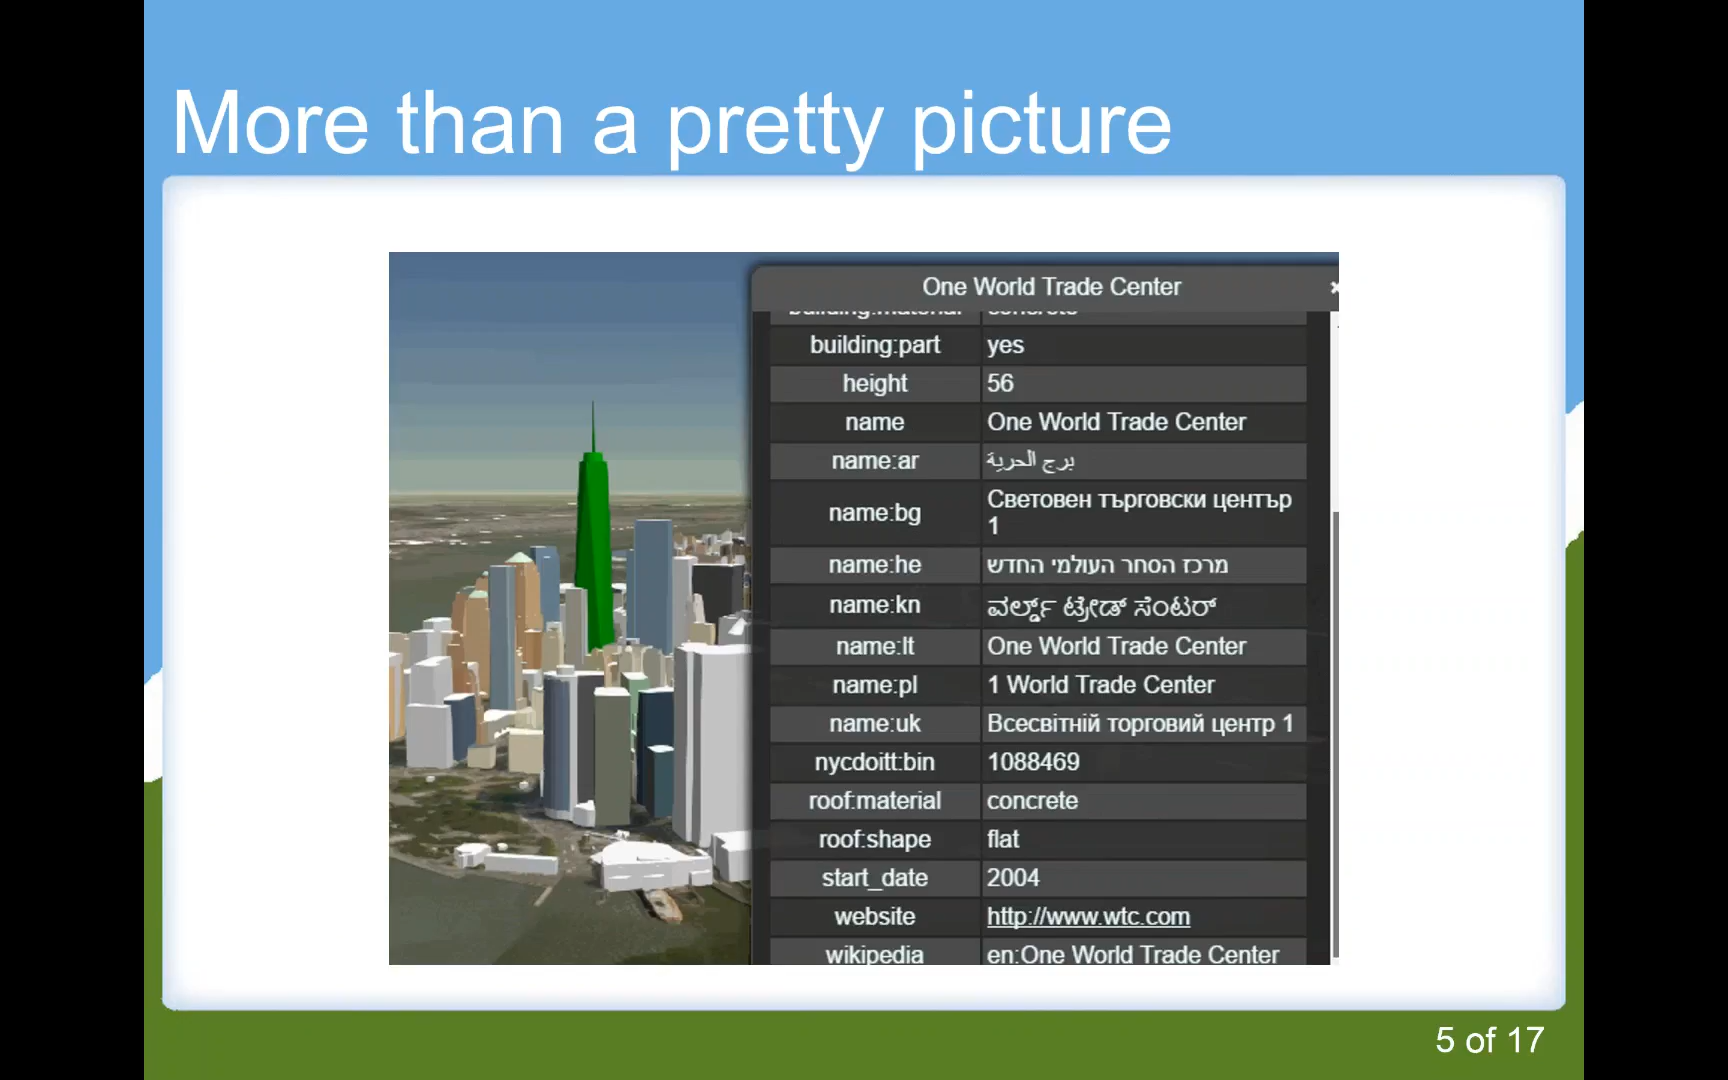 More than a pretty picture
One World Trade Center ×
building:material concrete
building:part yes
height 56
name One World Trade Center
name:ar برج الحرية
name:bg Световен търговски център
1
name:he מרכז הסחר העולמי החדש
name:kn ವರ್ಲ್ಡ್ ಟ್ರೇಡ್ ಸೆಂಟರ್
name:lt One World Trade Center
name:pl 1 World Trade Center
name:uk Всесвітній торговий центр 1
nycdoitt:bin 1088469
roof:material concrete
roof:shape flat
start_date 2004
website http://www.wtc.com
wikipedia en:One World Trade Center
5 of 17